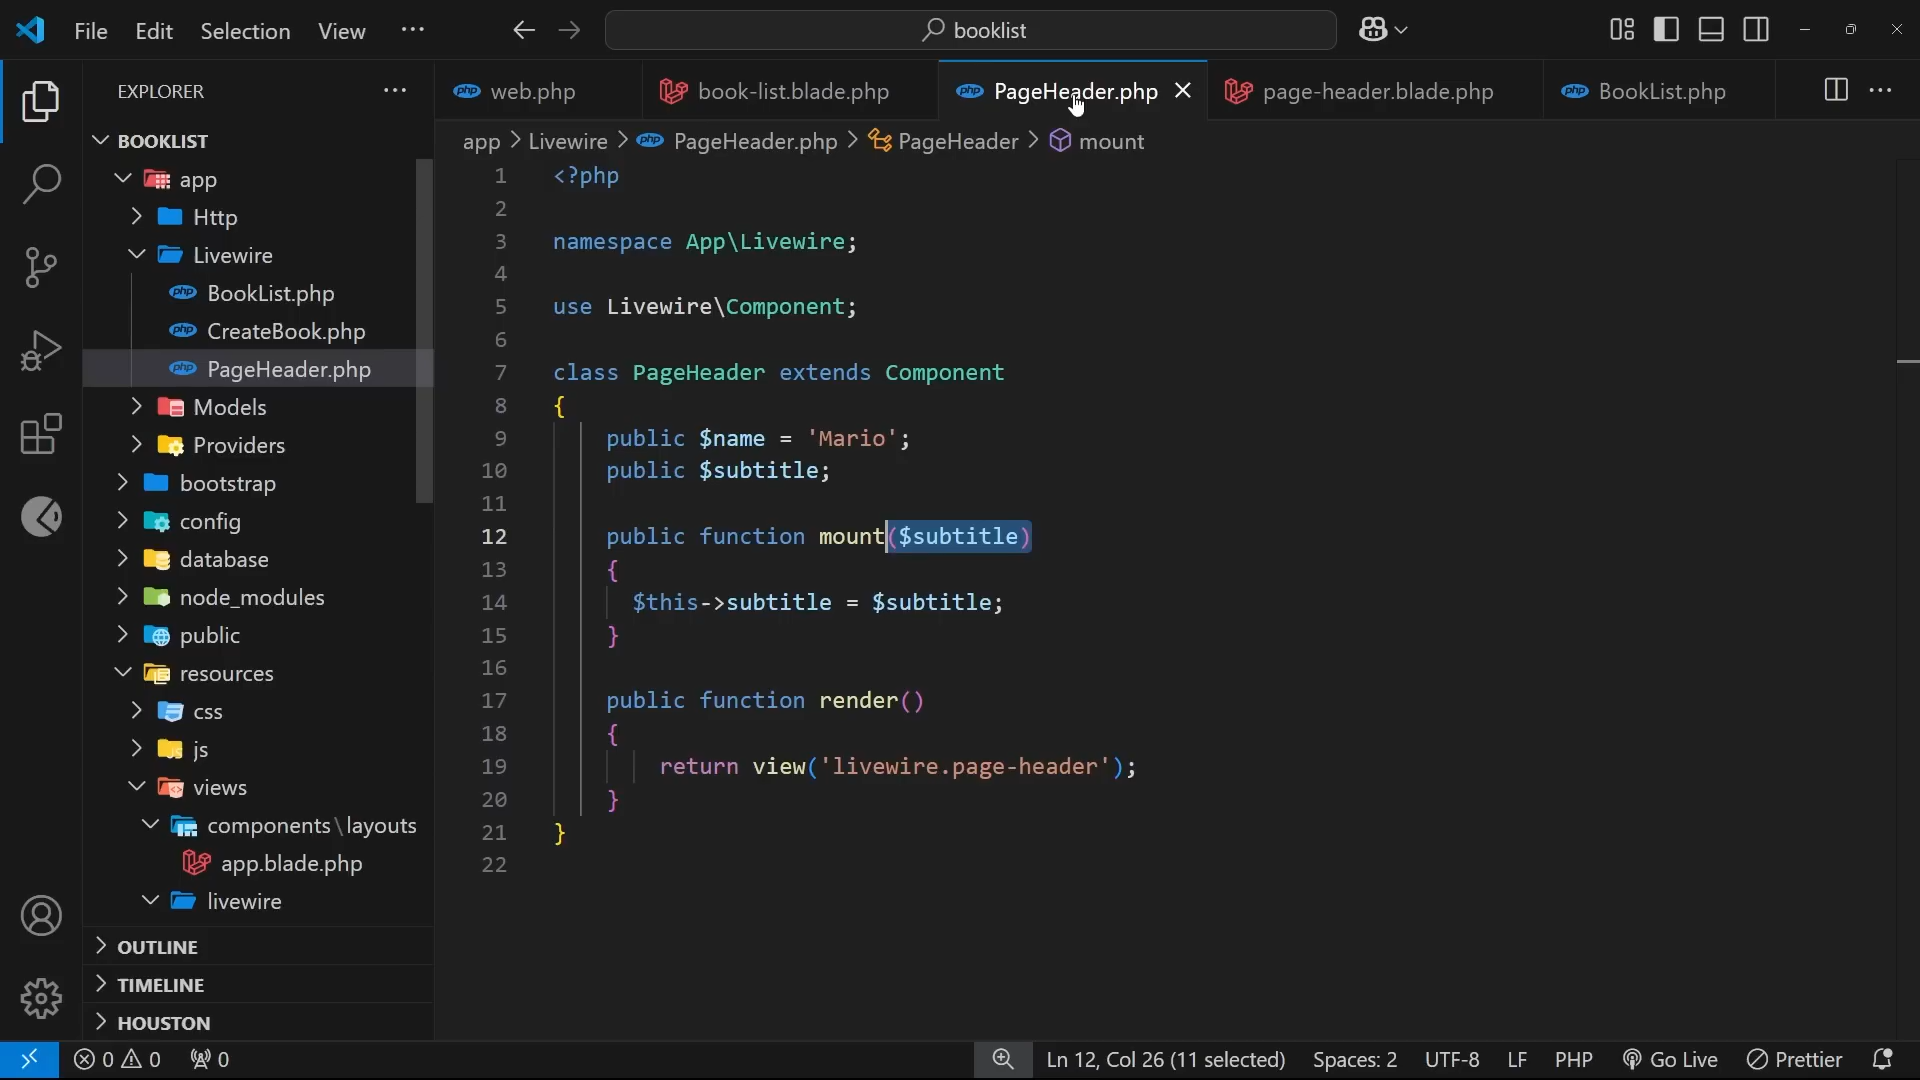 File Edit Selection View ··· booklist
EXPLORER ···
BOOKLIST
app
Http
Livewire
BookList.php
CreateBook.php
PageHeader.php
Models
Providers
bootstrap
config
database
node_modules
public
resources
css
js
views
components\layouts
app.blade.php
livewire
OUTLINE
TIMELINE
HOUSTON
web.php book-list.blade.php PageHeader.php page-header.blade.php BookList.php
app > Livewire > PageHeader.php > PageHeader > mount
1 <?php
2
3 namespace App\Livewire;
4
5 use Livewire\Component;
6
7 class PageHeader extends Component
8 {
9 public $name = 'Mario';
10 public $subtitle;
11
12 public function mount($subtitle)
13 {
14 $this->subtitle = $subtitle;
15 }
16
17 public function render()
18 {
19 return view('livewire.page-header');
20 }
21 }
22
0 0 0 Ln 12, Col 26 (11 selected) Spaces: 2 UTF-8 LF PHP Go Live Prettier